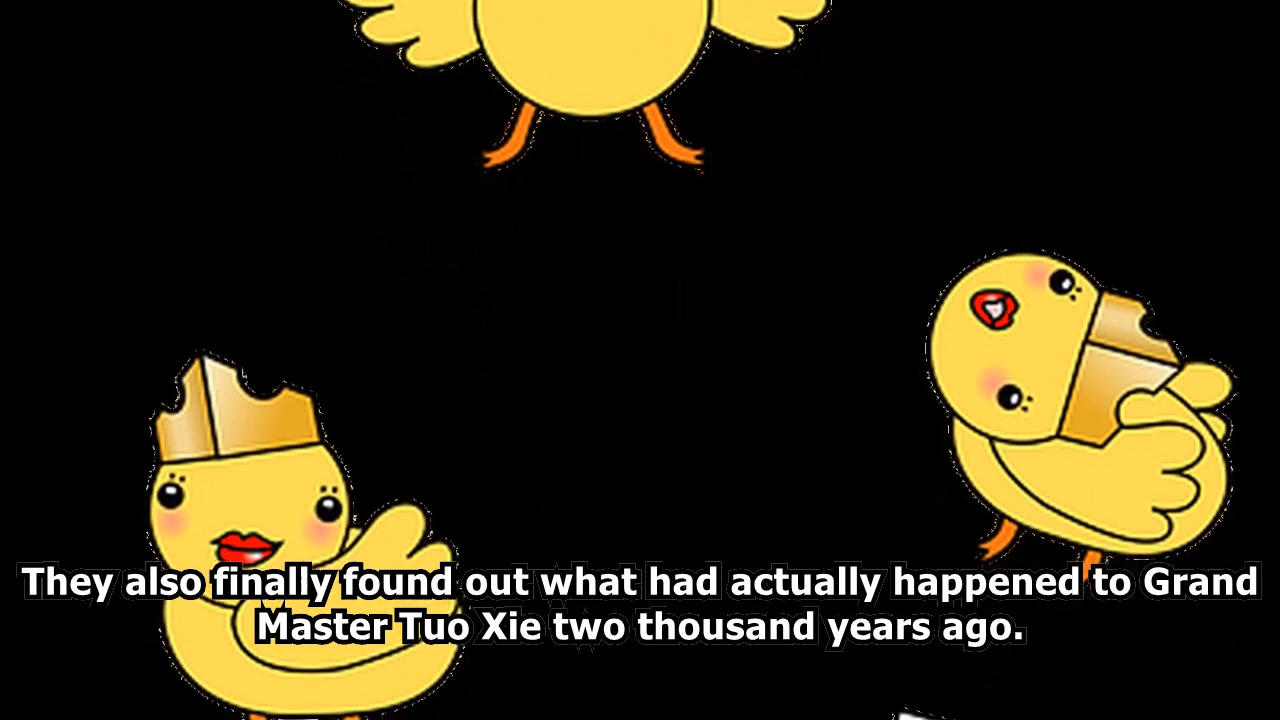 They also finally found out what had actually happened to Grand
Master Tuo Xie two thousand years ago.